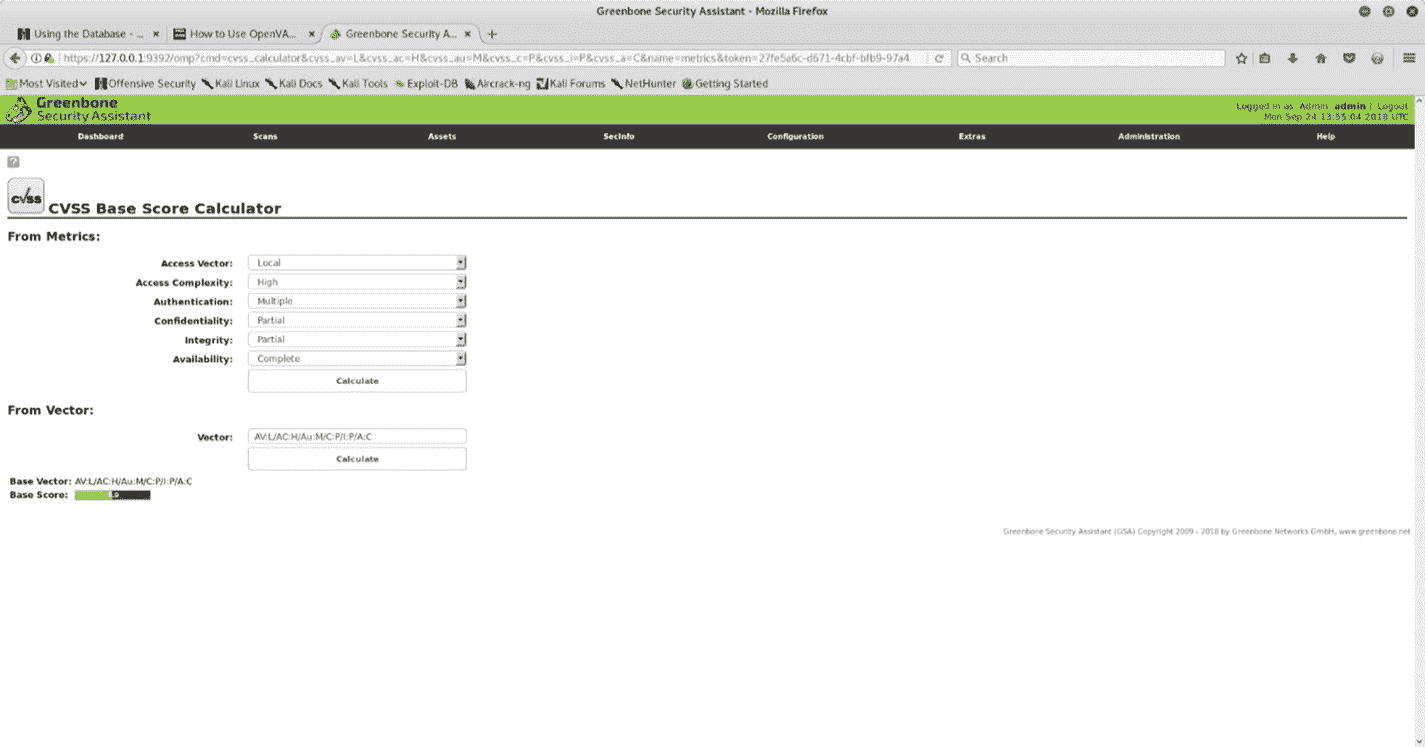 Greenbone Security Assistant - Mozilla Firefox
Using the Database - ... × How to Use OpenVA... × Greenbone Security A... × +
https://127.0.0.1:9392/omp?cmd=cvss_calculator&cvss_av=L&cvss_ac=H&cvss_au=M&cvss_c=P&cvss_i=P&cvss_a=C&name=metrics&token=27fe5a6c-d671-4cbf-bfb9-97a4 Search
Most Visited Offensive Security Kali Linux Kali Docs Kali Tools Exploit-DB Aircrack-ng Kali Forums NetHunter Getting Started
Greenbone
Security Assistant
Logged in as Admin admin | Logout
Mon Sep 24 13:55:04 2018 UTC
Dashboard Scans Assets SecInfo Configuration Extras Administration Help
?
CVSS CVSS Base Score Calculator
From Metrics:
Access Vector: Local
Access Complexity: High
Authentication: Multiple
Confidentiality: Partial
Integrity: Partial
Availability: Complete
Calculate
From Vector:
Vector: AV:L/AC:H/Au:M/C:P/I:P/A:C
Calculate
Base Vector: AV:L/AC:H/Au:M/C:P/I:P/A:C
Base Score:
Greenbone Security Assistant (GSA) Copyright 2009 - 2018 by Greenbone Networks GmbH, www.greenbone.net